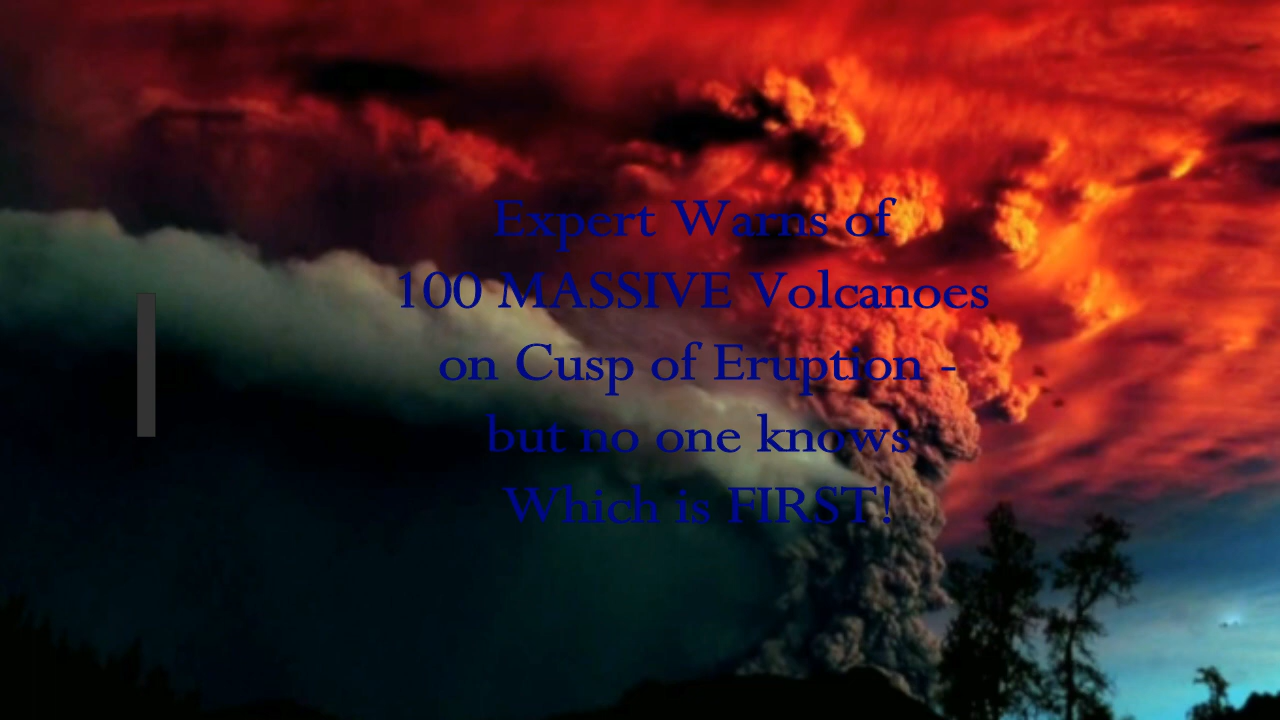 Expert Warns of
100 MASSIVE Volcanoes
on Cusp of Eruption -
but no one knows
Which is FIRST!